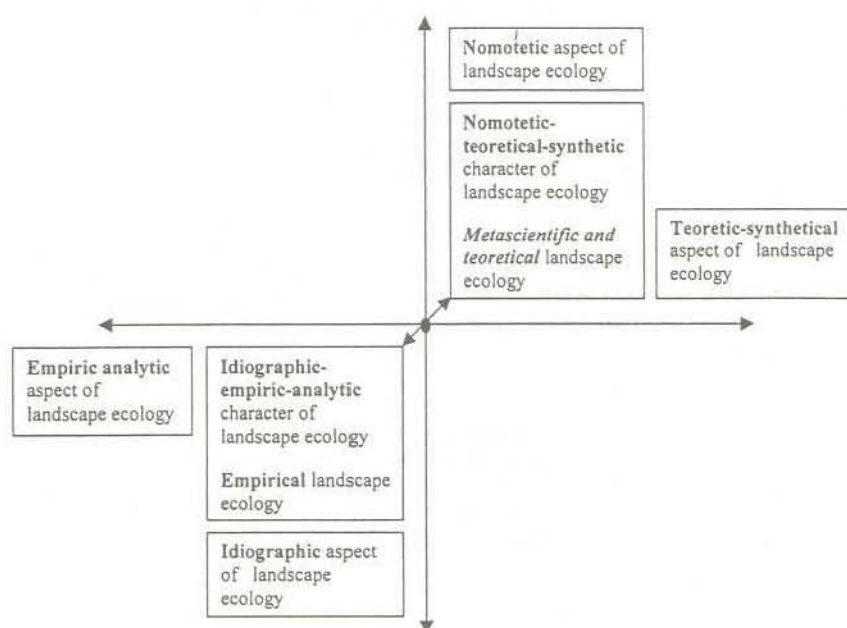 Nomotetic aspect of
landscape ecology
Nomotetic-
teoretical-synthetic
character of
landscape ecology
Metascientific and
teoretical landscape
ecology
Teoretic-synthetical
aspect of landscape
ecology
Empiric analytic
aspect of
landscape ecology
Idiographic-
empiric-analytic
character of
landscape ecology
Empirical landscape
ecology
Idiographic aspect
of landscape
ecology